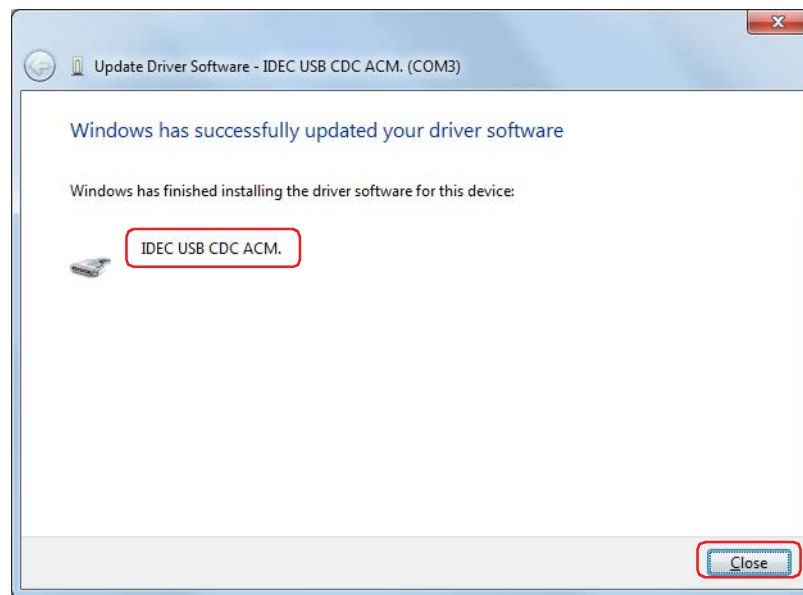 Update Driver Software - IDEC USB CDC ACM. (COM3)
Windows has successfully updated your driver software
Windows has finished installing the driver software for this device:
IDEC USB CDC ACM.
Close